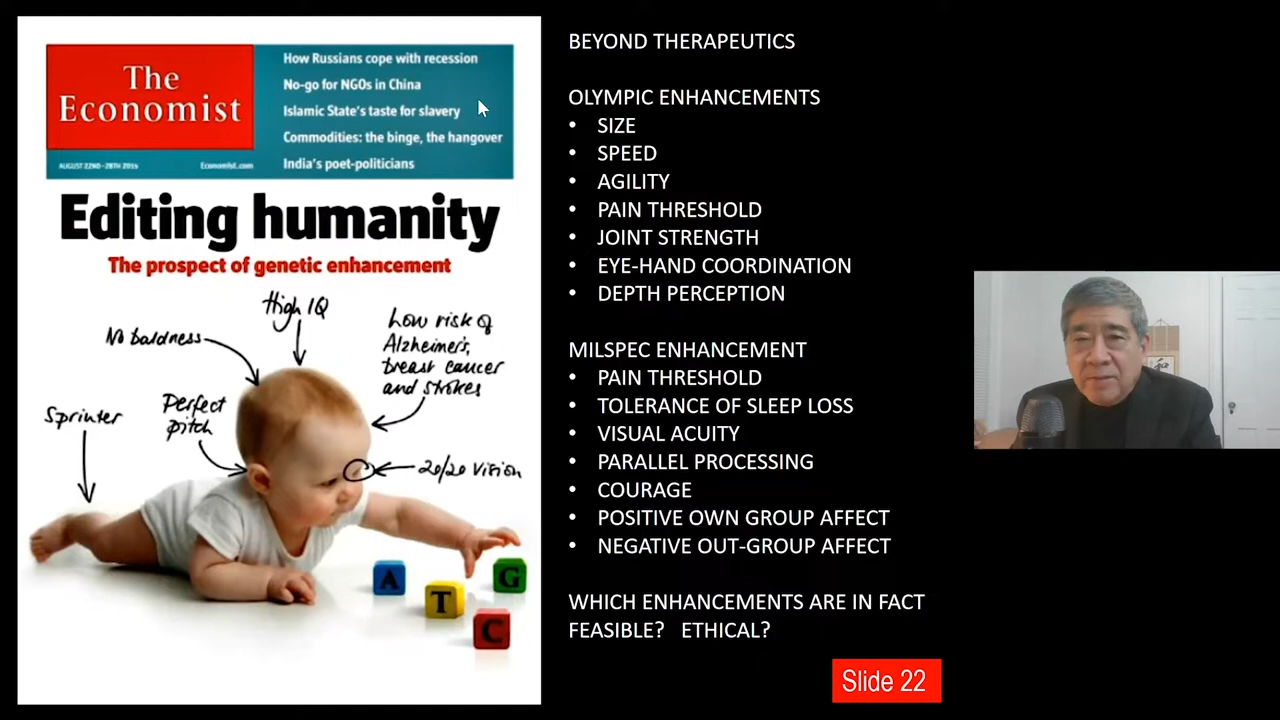 The
Economist
AUGUST 22ND–28TH 2015
Economist.com
How Russians cope with recession
No-go for NGOs in China
Islamic State's taste for slavery
Commodities: the binge, the hangover
India's poet-politicians
Editing humanity
The prospect of genetic enhancement
High IQ
No baldness
Low risk of
Alzheimer's,
breast cancer
and strokes
Perfect
pitch
Sprinter
20/20 vision
A
T
G
C
BEYOND THERAPEUTICS
OLYMPIC ENHANCEMENTS
• SIZE
• SPEED
• AGILITY
• PAIN THRESHOLD
• JOINT STRENGTH
• EYE-HAND COORDINATION
• DEPTH PERCEPTION
MILSPEC ENHANCEMENT
• PAIN THRESHOLD
• TOLERANCE OF SLEEP LOSS
• VISUAL ACUITY
• PARALLEL PROCESSING
• COURAGE
• POSITIVE OWN GROUP AFFECT
• NEGATIVE OUT-GROUP AFFECT
WHICH ENHANCEMENTS ARE IN FACT
FEASIBLE? ETHICAL?
Slide 22